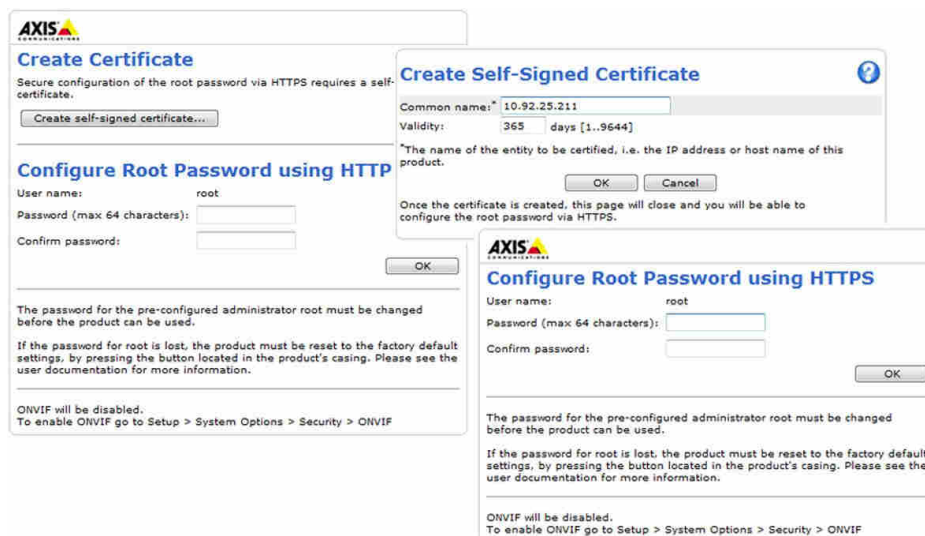 AXIS
COMMUNICATIONS
Create Certificate
Secure configuration of the root password via HTTPS requires a self-
certificate.
Create self-signed certificate...
Configure Root Password using HTTP
User name: root
Password (max 64 characters):
Confirm password:
OK
The password for the pre-configured administrator root must be changed
before the product can be used.
If the password for root is lost, the product must be reset to the factory default
settings, by pressing the button located in the product's casing. Please see the
user documentation for more information.
ONVIF will be disabled.
To enable ONVIF go to Setup > System Options > Security > ONVIF
Create Self-Signed Certificate
?
Common name:* 10.92.25.211
Validity: 365 days [1..9644]
*The name of the entity to be certified, i.e. the IP address or host name of this
product.
OK Cancel
Once the certificate is created, this page will close and you will be able to
configure the root password via HTTPS.
AXIS
COMMUNICATIONS
Configure Root Password using HTTPS
User name: root
Password (max 64 characters):
Confirm password:
OK
The password for the pre-configured administrator root must be changed
before the product can be used.
If the password for root is lost, the product must be reset to the factory default
settings, by pressing the button located in the product's casing. Please see the
user documentation for more information.
ONVIF will be disabled.
To enable ONVIF go to Setup > System Options > Security > ONVIF